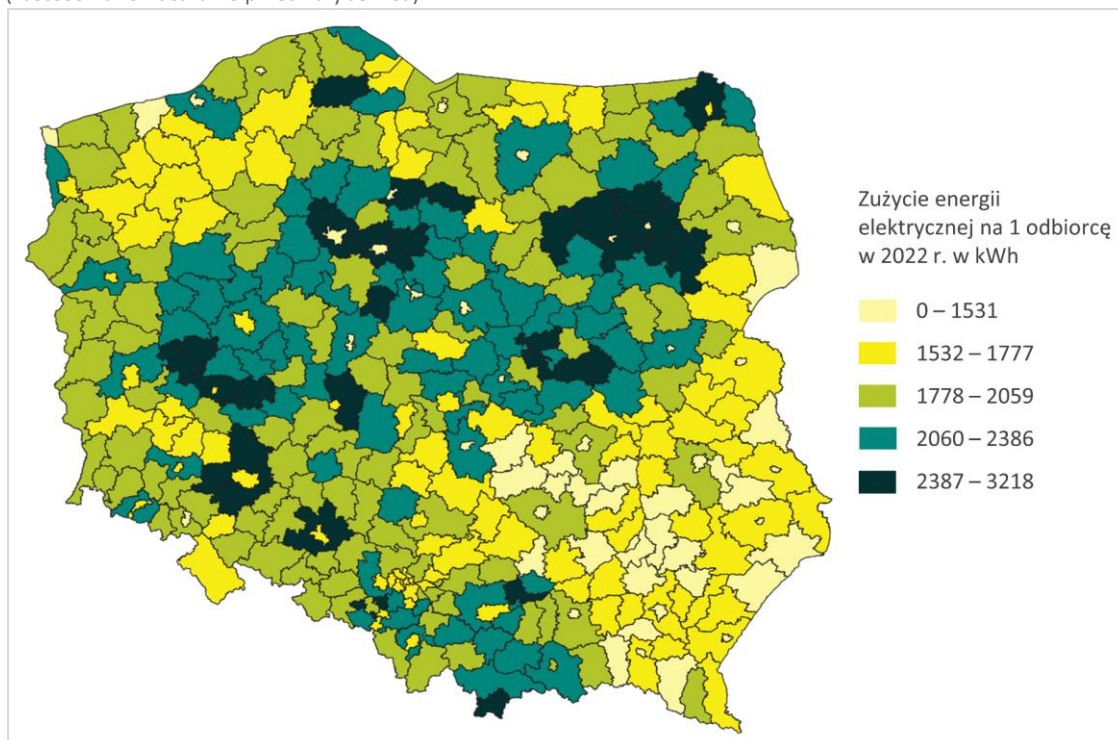 Zużycie energii
elektrycznej na 1 odbiorcę
w 2022 r. w kWh
0 – 1531
1532 – 1777
1778 – 2059
2060 – 2386
2387 – 3218